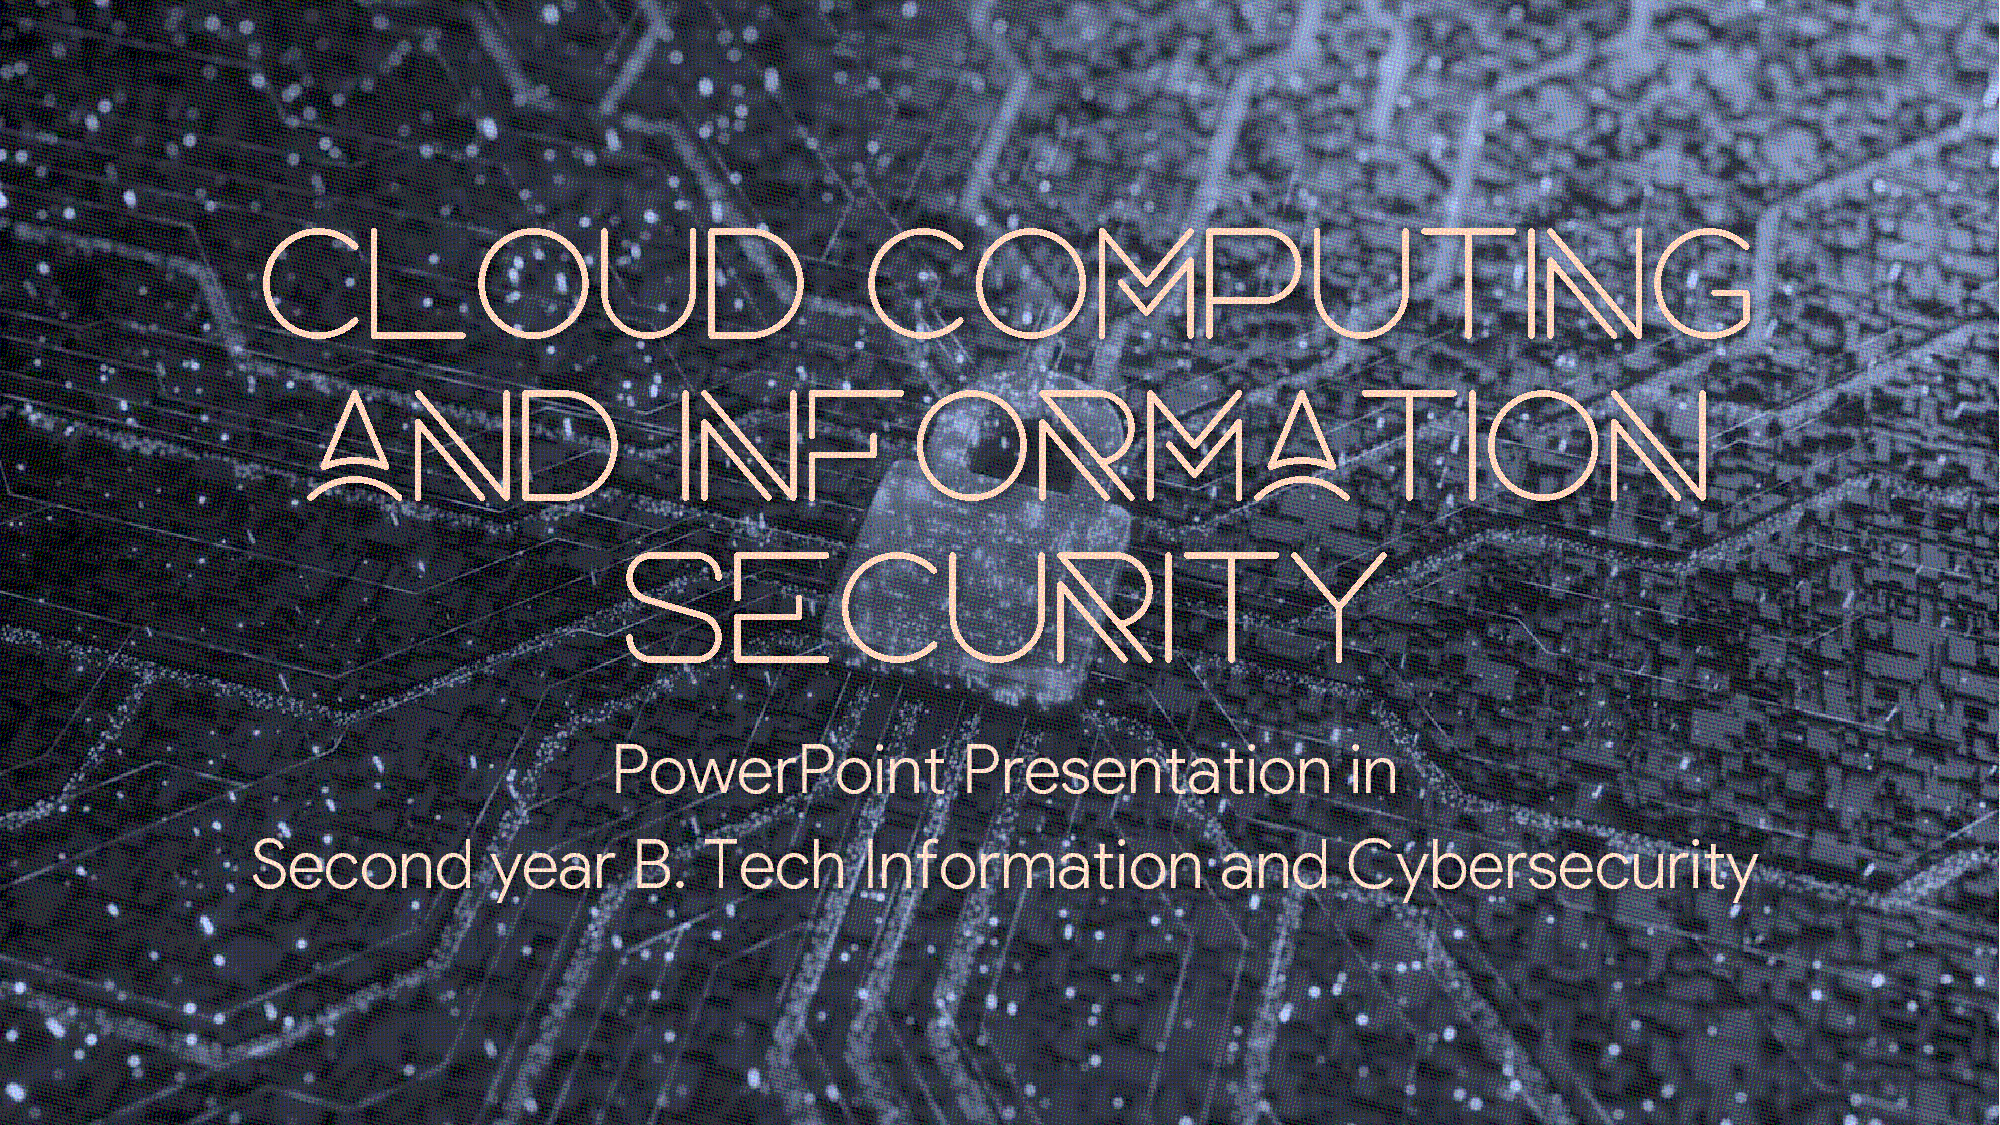 CLOUD COMPUTING
AND INFORMATION
SECURITY
PowerPoint Presentation in
Second year B. Tech Information and Cybersecurity